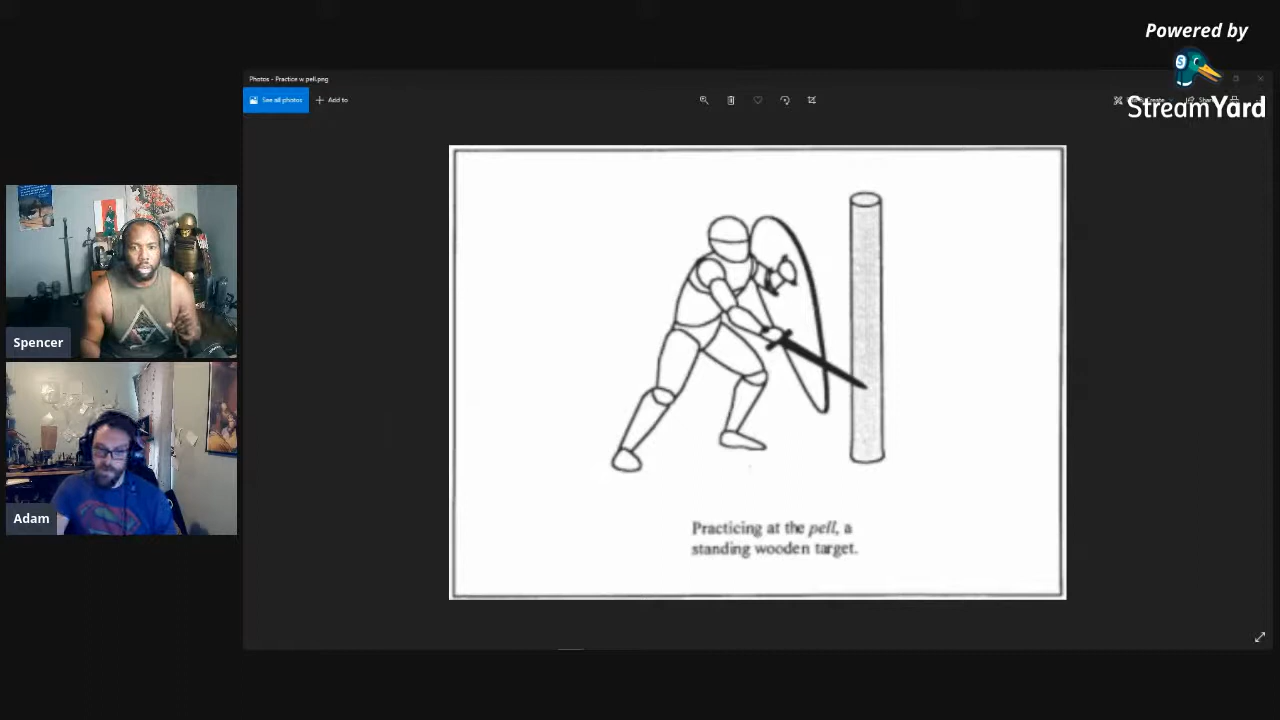 Powered by
StreamYard
Photos - Practice w pell.png
See all photos
Add to
Spencer
Adam
Practicing at the pell, a
standing wooden target.